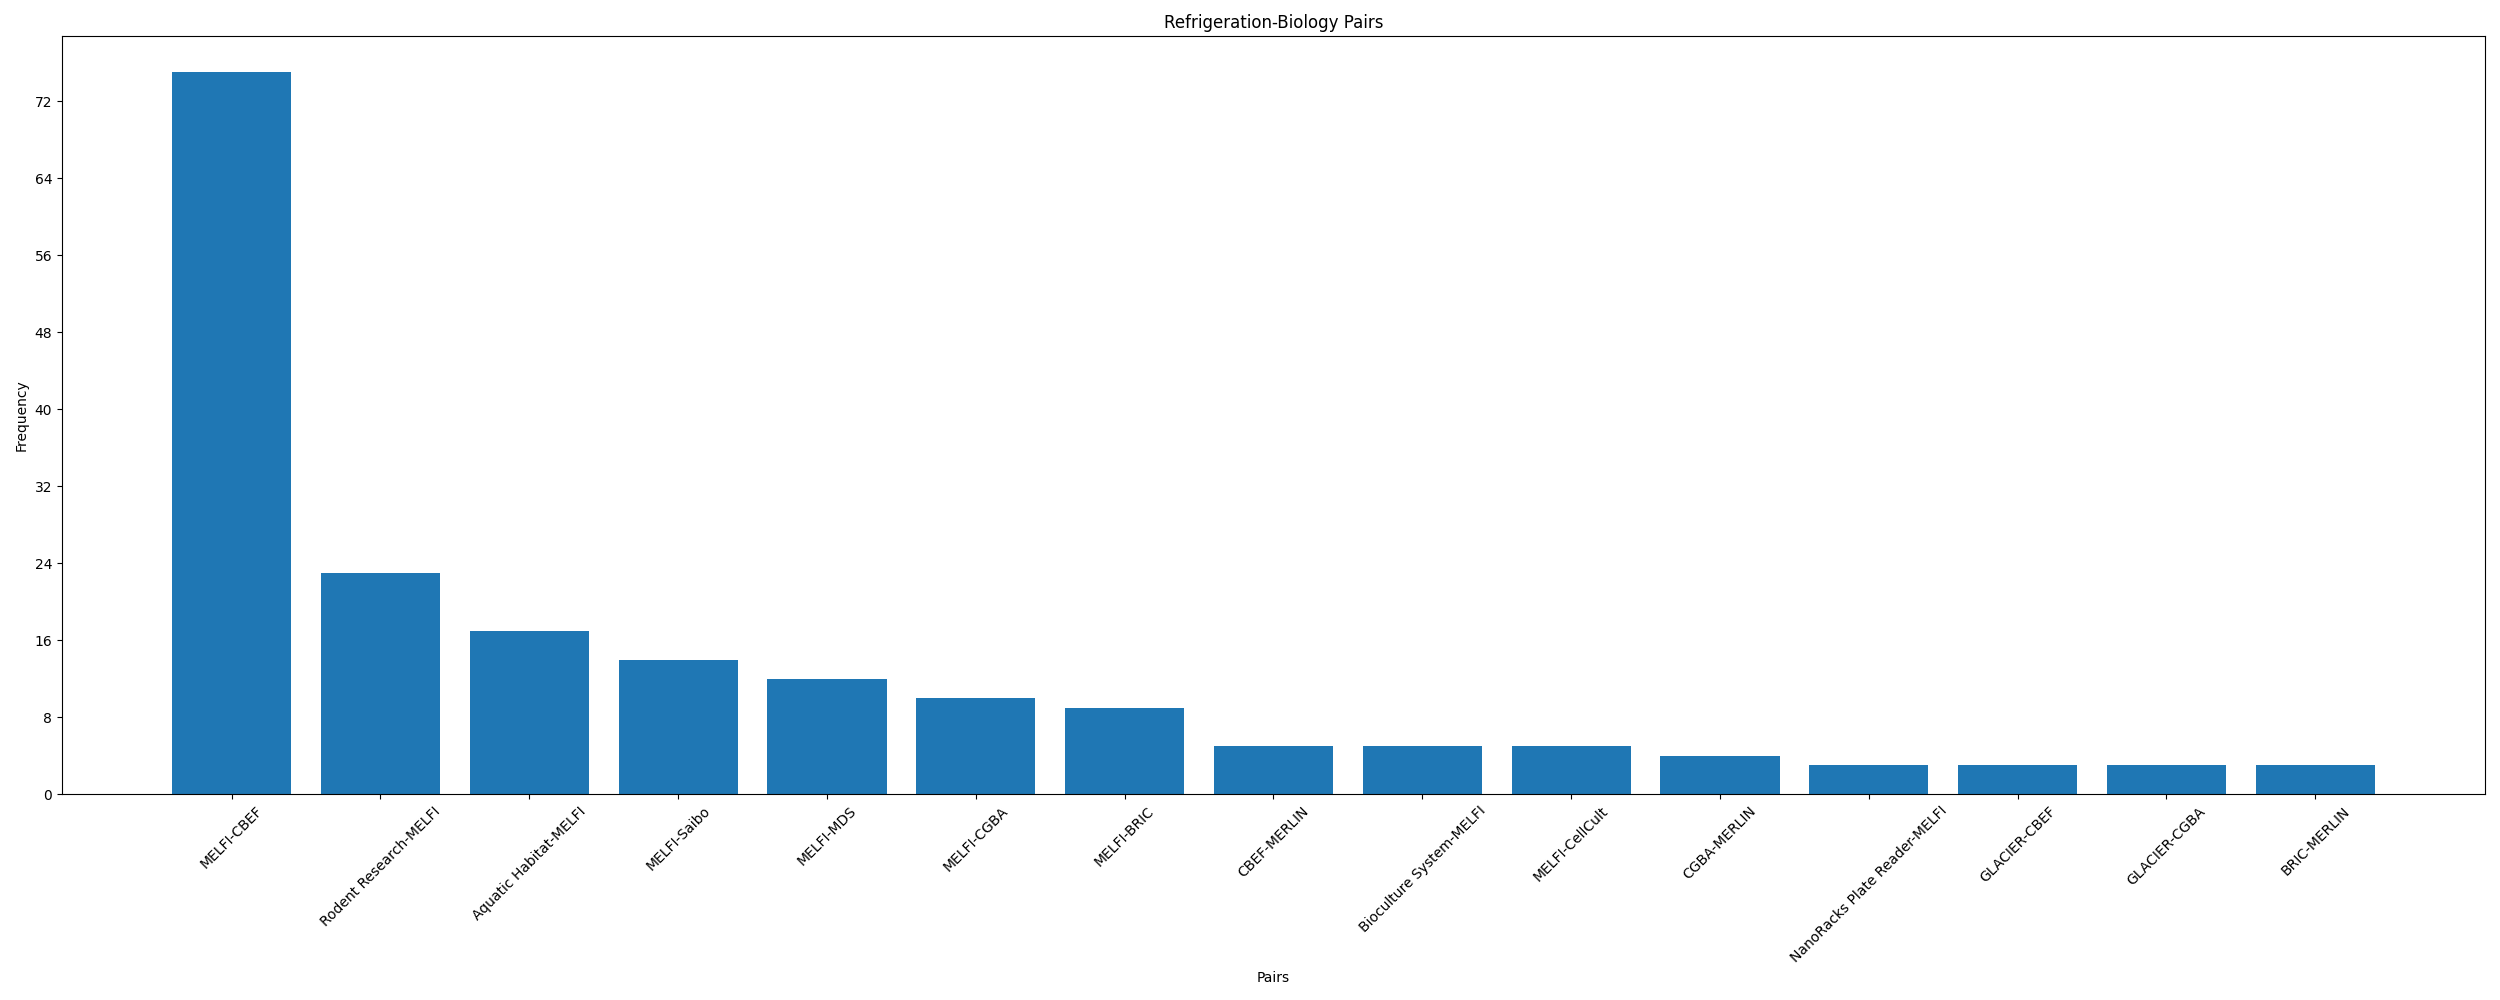 Refrigeration-Biology Pairs
72
64
56
48
40
32
24
16
8
0
Frequency
MELFI-CBEF
Rodent Research-MELFI
Aquatic Habitat-MELFI
MELFI-Saibo
MELFI-MDS
MELFI-CGBA
MELFI-BRIC
CBEF-MERLIN
Bioculture System-MELFI
MELFI-CellCult
CGBA-MERLIN
NanoRacks Plate Reader-MELFI
GLACIER-CBEF
GLACIER-CGBA
BRIC-MERLIN
Pairs